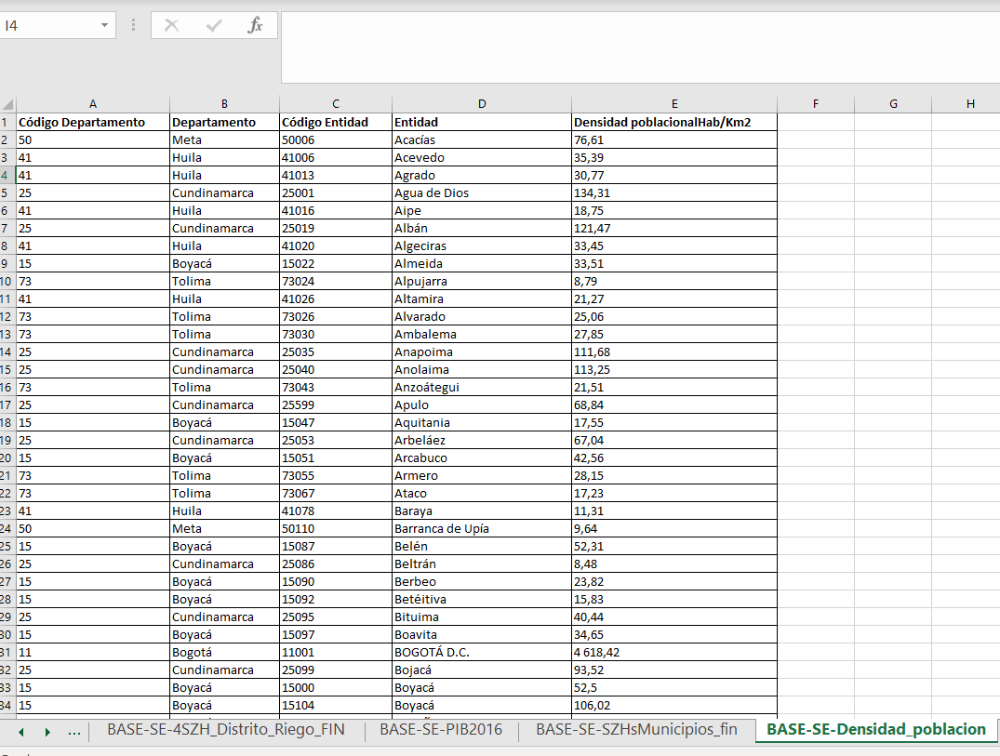 I4 fx
A B C D E F G H
1 Código Departamento Departamento Código Entidad Entidad Densidad poblacionalHab/Km2
2 50 Meta 50006 Acacías 76,61
3 41 Huila 41006 Acevedo 35,39
4 41 Huila 41013 Agrado 30,77
5 25 Cundinamarca 25001 Agua de Dios 134,31
6 41 Huila 41016 Aipe 18,75
7 25 Cundinamarca 25019 Albán 121,47
8 41 Huila 41020 Algeciras 33,45
9 15 Boyacá 15022 Almeida 33,51
10 73 Tolima 73024 Alpujarra 8,79
11 41 Huila 41026 Altamira 21,27
12 73 Tolima 73026 Alvarado 25,06
13 73 Tolima 73030 Ambalema 27,85
14 25 Cundinamarca 25035 Anapoima 111,68
15 25 Cundinamarca 25040 Anolaima 113,25
16 73 Tolima 73043 Anzoátegui 21,51
17 25 Cundinamarca 25599 Apulo 68,84
18 15 Boyacá 15047 Aquitania 17,55
19 25 Cundinamarca 25053 Arbeláez 67,04
20 15 Boyacá 15051 Arcabuco 42,56
21 73 Tolima 73055 Armero 28,15
22 73 Tolima 73067 Ataco 17,23
23 41 Huila 41078 Baraya 11,31
24 50 Meta 50110 Barranca de Upía 9,64
25 15 Boyacá 15087 Belén 52,31
26 25 Cundinamarca 25086 Beltrán 8,48
27 15 Boyacá 15090 Berbeo 23,82
28 15 Boyacá 15092 Betéitiva 15,83
29 25 Cundinamarca 25095 Bituima 40,44
30 15 Boyacá 15097 Boavita 34,65
31 11 Bogotá 11001 BOGOTÁ D.C. 4 618,42
32 25 Cundinamarca 25099 Bojacá 93,52
33 15 Boyacá 15000 Boyacá 52,5
34 15 Boyacá 15104 Boyacá 106,02
... BASE-SE-4SZH_Distrito_Riego_FIN BASE-SE-PIB2016 BASE-SE-SZHsMunicipios_fin BASE-SE-Densidad_poblacion